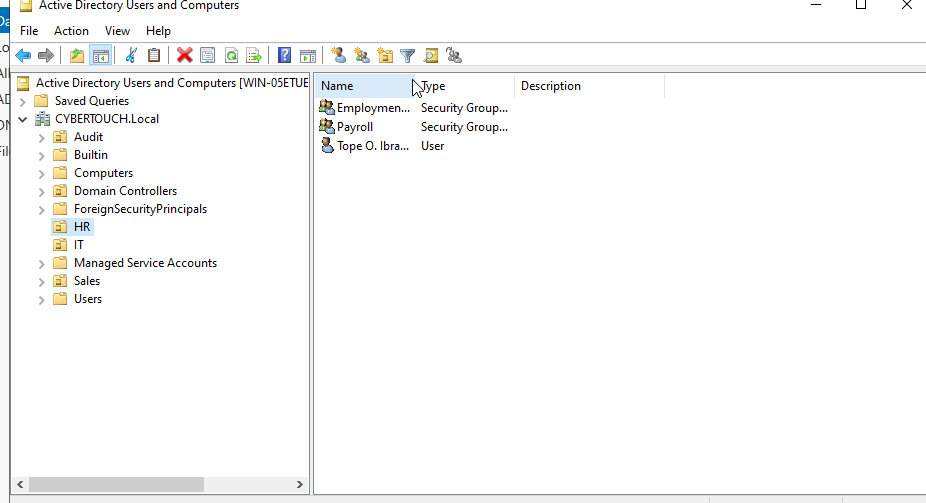 Active Directory Users and Computers
File Action View Help
Active Directory Users and Computers [WIN-05ETUE
Saved Queries
CYBERTOUCH.Local
Audit
Builtin
Computers
Domain Controllers
ForeignSecurityPrincipals
HR
IT
Managed Service Accounts
Sales
Users
Name Type Description
Employmen... Security Group...
Payroll Security Group...
Tope O. Ibra... User